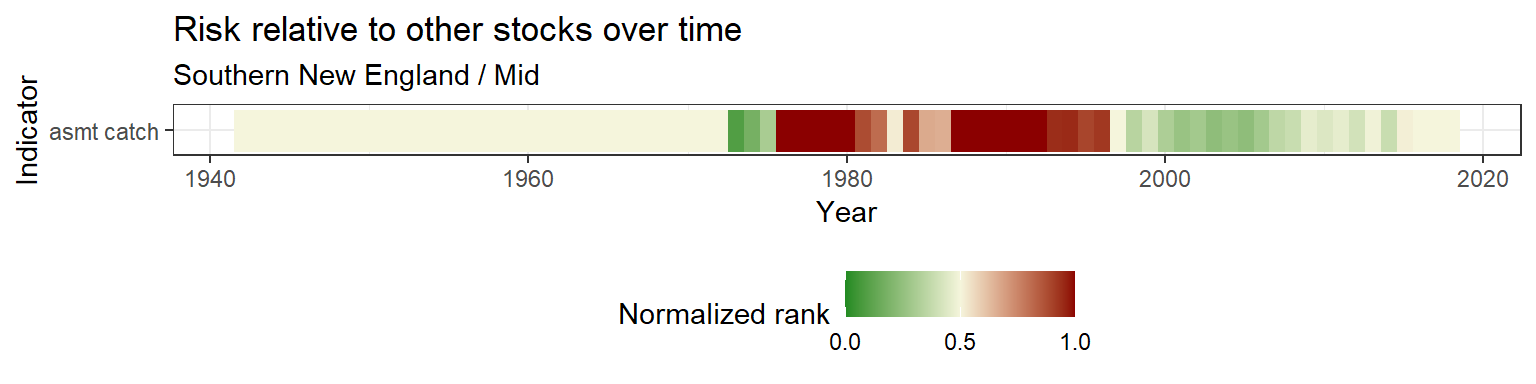 Risk relative to other stocks over time
Southern New England / Mid
Indicator
asmt catch
1940 1960 1980 2000 2020
Year
Normalized rank
0.0 0.5 1.0